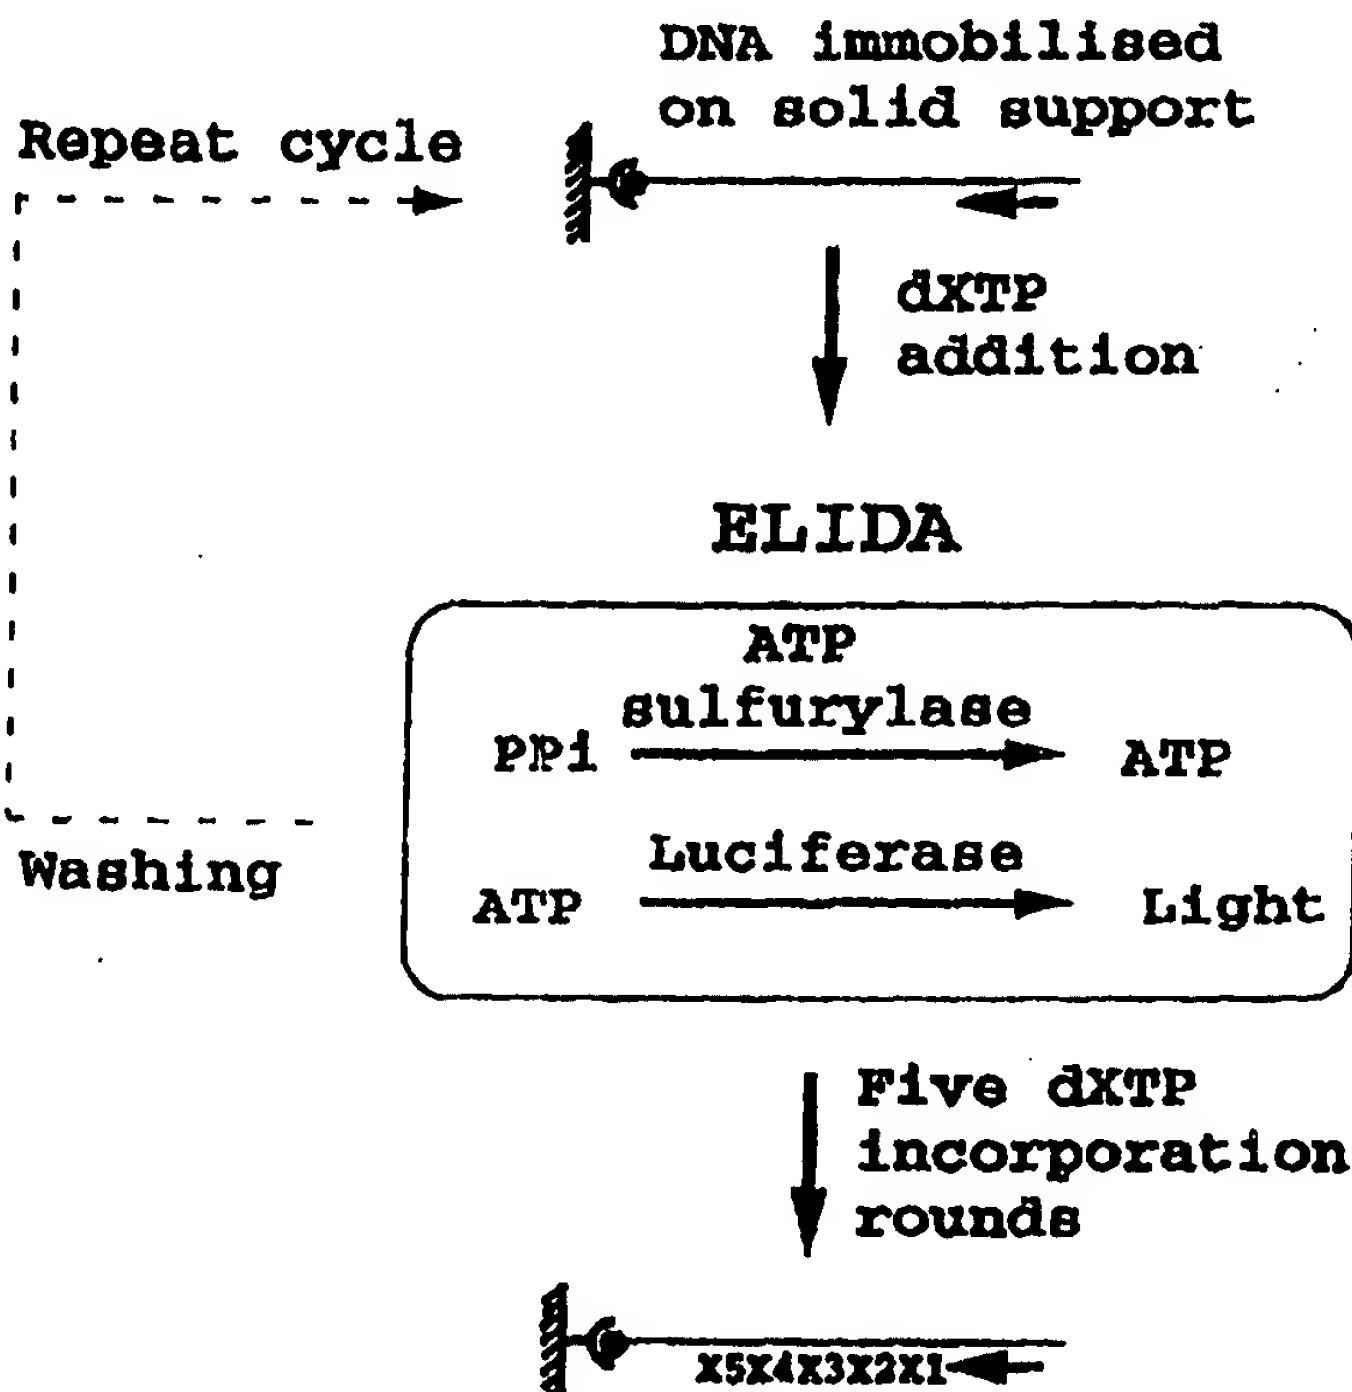 DNA immobilised
on solid support
Repeat cycle
dXTP
addition
ELIDA
ATP
sulfurylase
PPi
ATP
Luciferase
ATP
Light
Washing
Five dXTP
incorporation
rounds
X5X4X3X2X1